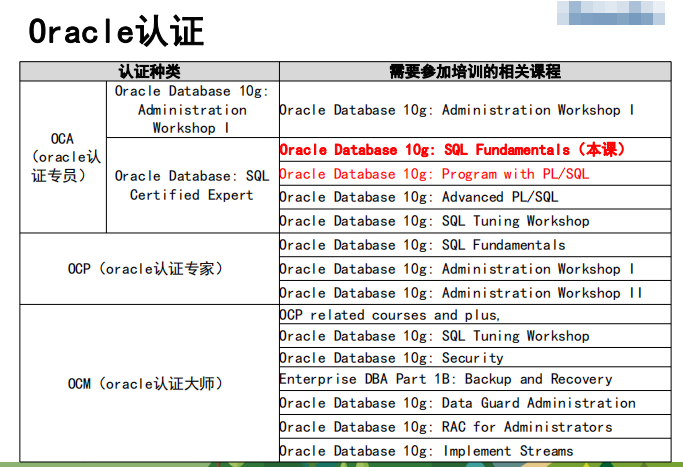 Oracle认证
认证种类
需要参加培训的相关课程
OCA
（oracle认
证专员）
Oracle Database 10g:
Administration
Workshop I
Oracle Database 10g: Administration Workshop I
Oracle Database: SQL
Certified Expert
Oracle Database 10g: SQL Fundamentals（本课）
Oracle Database 10g: Program with PL/SQL
Oracle Database 10g: Advanced PL/SQL
Oracle Database 10g: SQL Tuning Workshop
OCP（oracle认证专家）
Oracle Database 10g: SQL Fundamentals
Oracle Database 10g: Administration Workshop I
Oracle Database 10g: Administration Workshop II
OCM（oracle认证大师）
OCP related courses and plus,
Oracle Database 10g: SQL Tuning Workshop
Oracle Database 10g: Security
Enterprise DBA Part 1B: Backup and Recovery
Oracle Database 10g: Data Guard Administration
Oracle Database 10g: RAC for Administrators
Oracle Database 10g: Implement Streams